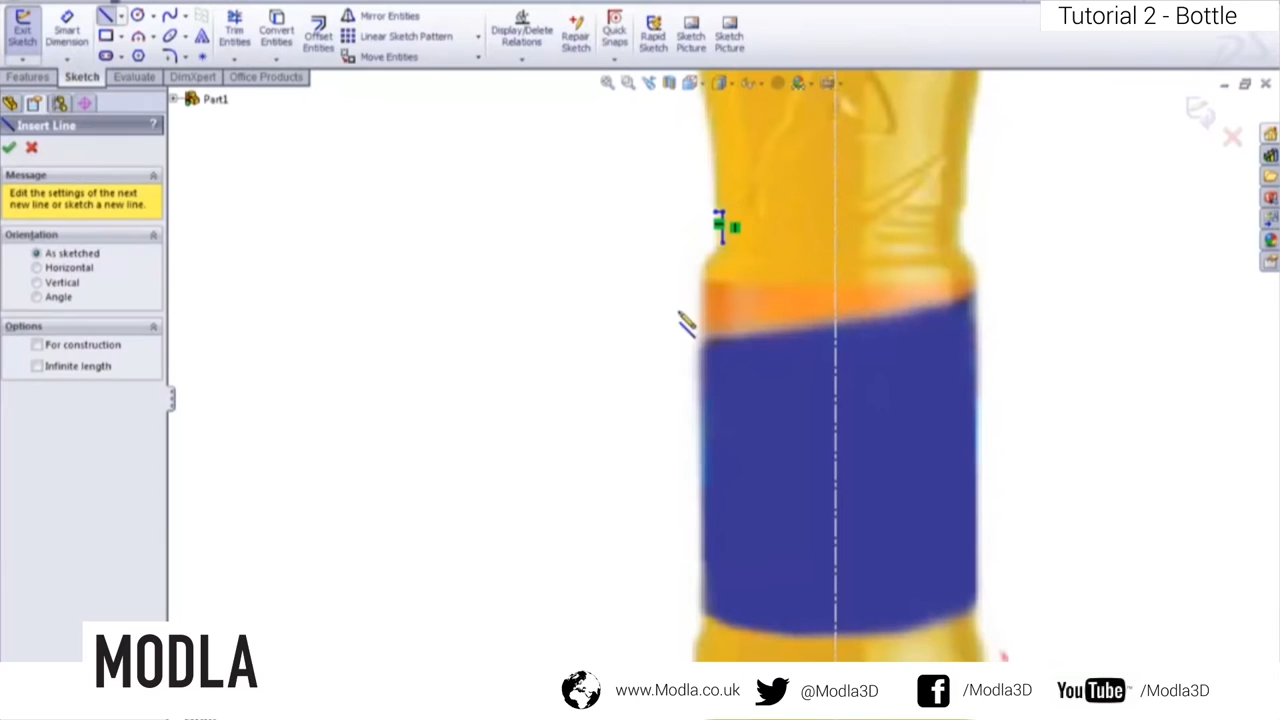 Tutorial 2 - Bottle
Exit Sketch
Smart Dimension
Trim Entities
Convert Entities
Offset Entities
Mirror Entities
Linear Sketch Pattern
Move Entities
Display/Delete Relations
Repair Sketch
Quick Snaps
Rapid Sketch
Sketch Picture
Sketch Picture
Features
Sketch
Evaluate
DimXpert
Office Products
Part1
Insert Line
?
Message
Edit the settings of the next
new line or sketch a new line.
Orientation
As sketched
Horizontal
Vertical
Angle
Options
For construction
Infinite length
MODLA
www.Modla.co.uk
@Modla3D
/Modla3D
YouTube
/Modla3D